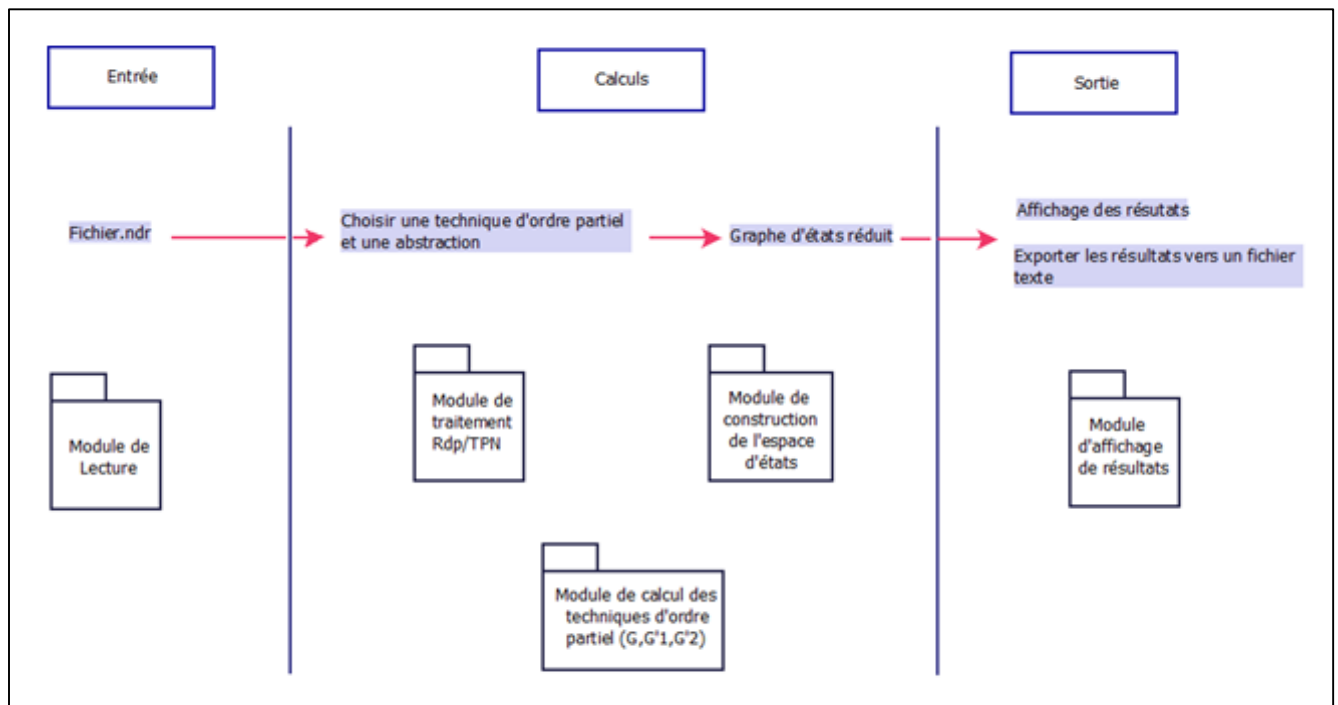 Entrée
Calculs
Sortie
Fichier.ndr
Choisir une technique d'ordre partiel
et une abstraction
Graphe d'états réduit
Affichage des résutats
Exporter les résultats vers un fichier
texte
Module de
Lecture
Module de
traitement
Rdp/TPN
Module de
construction
de l'espace
d'états
Module
d'affichage
de résultats
Module de calcul des
techniques d'ordre
partiel (G,G'1,G'2)